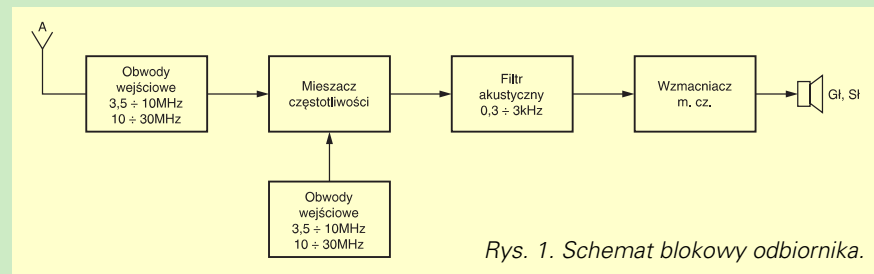 A
Obwody
wejściowe
3,5 ÷ 10MHz
10 ÷ 30MHz
Mieszacz
częstotliwości
Filtr
akustyczny
0,3 ÷ 3kHz
Wzmacniacz
m. cz.
Gł, Sł
Obwody
wejściowe
3,5 ÷ 10MHz
10 ÷ 30MHz
Rys. 1. Schemat blokowy odbiornika.